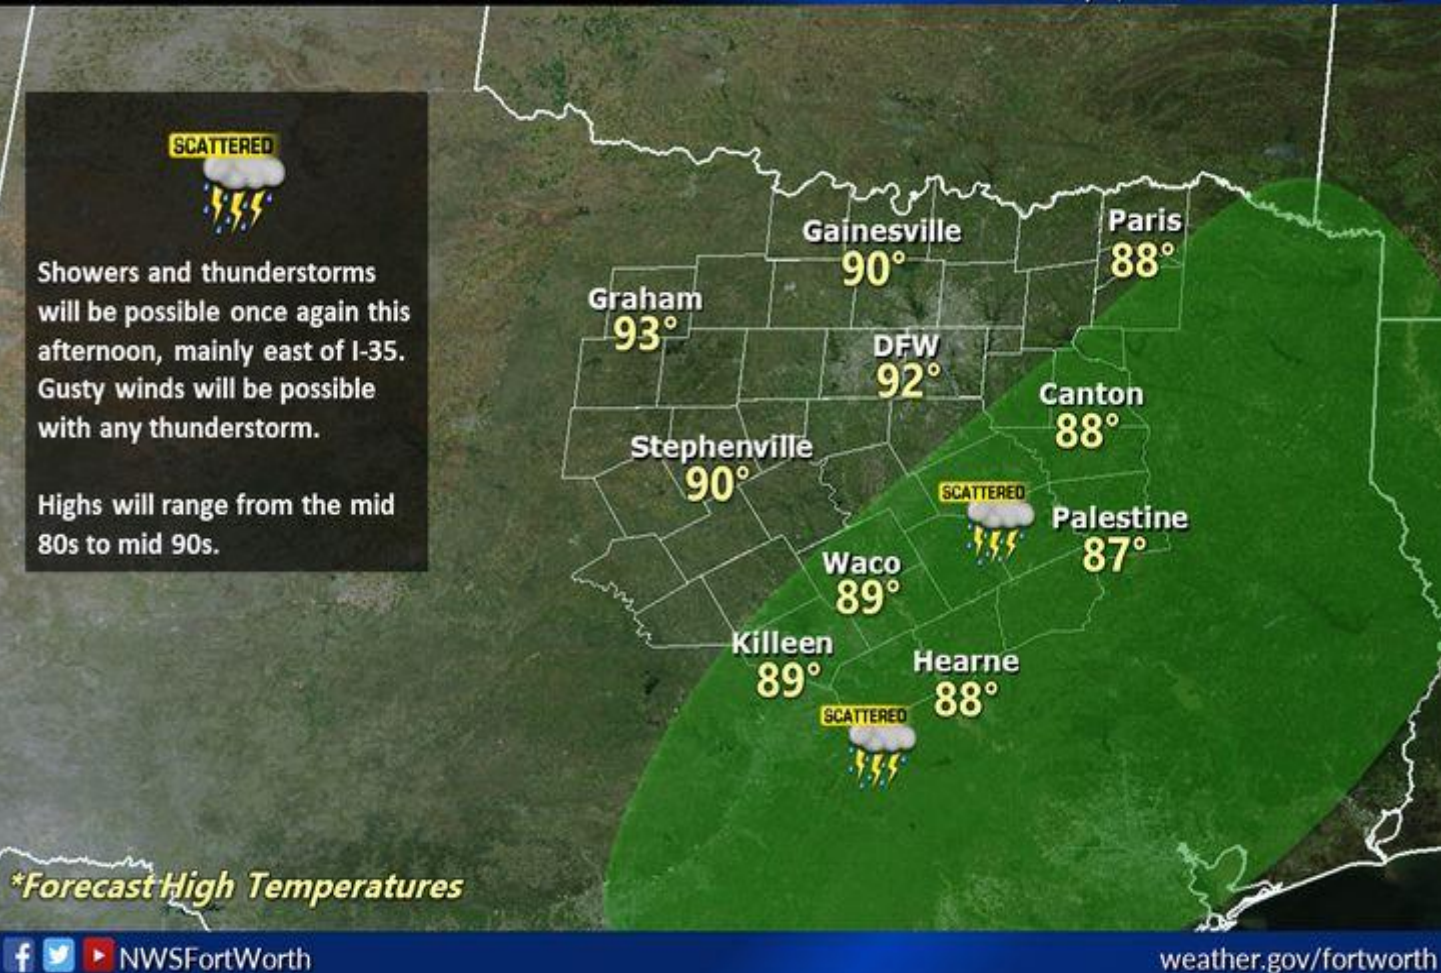 SCATTERED
Showers and thunderstorms
will be possible once again this
afternoon, mainly east of I-35.
Gusty winds will be possible
with any thunderstorm.
Highs will range from the mid
80s to mid 90s.
Gainesville
90°
Paris
88°
Graham
93°
DFW
92°
Canton
88°
Stephenville
90°
SCATTERED
Palestine
87°
Waco
89°
Killeen
89°
Hearne
88°
SCATTERED
*Forecast High Temperatures
NWSFortWorth
weather.gov/fortworth